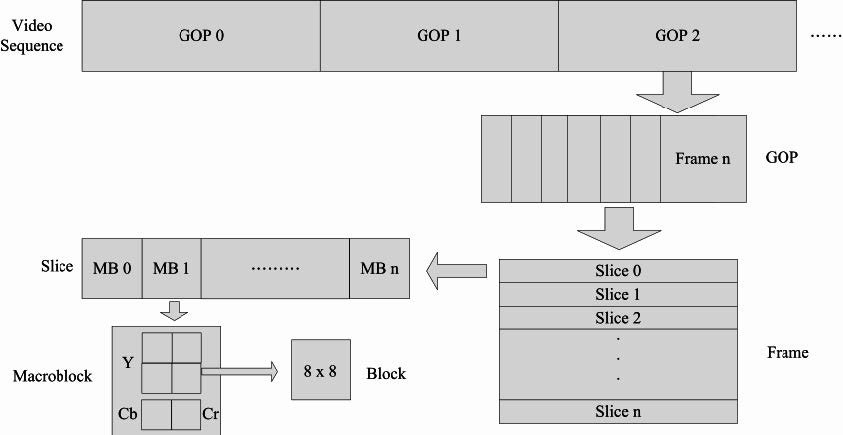 Video
Sequence
GOP 0
GOP 1
GOP 2
......
Frame n
GOP
Slice
MB 0
MB 1
.........
MB n
Slice 0
Slice 1
Slice 2
.
.
.
Slice n
Frame
Macroblock
Y
Cb
Cr
8 x 8
Block